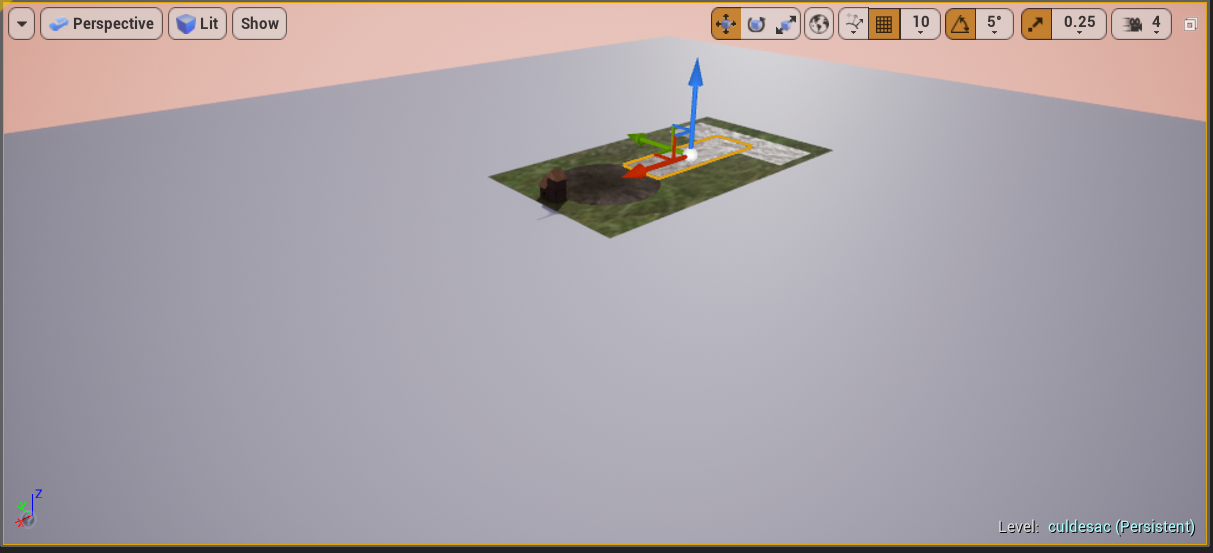 Perspective Lit Show 10 5° 0.25 4
Z
Level: culdesac (Persistent)